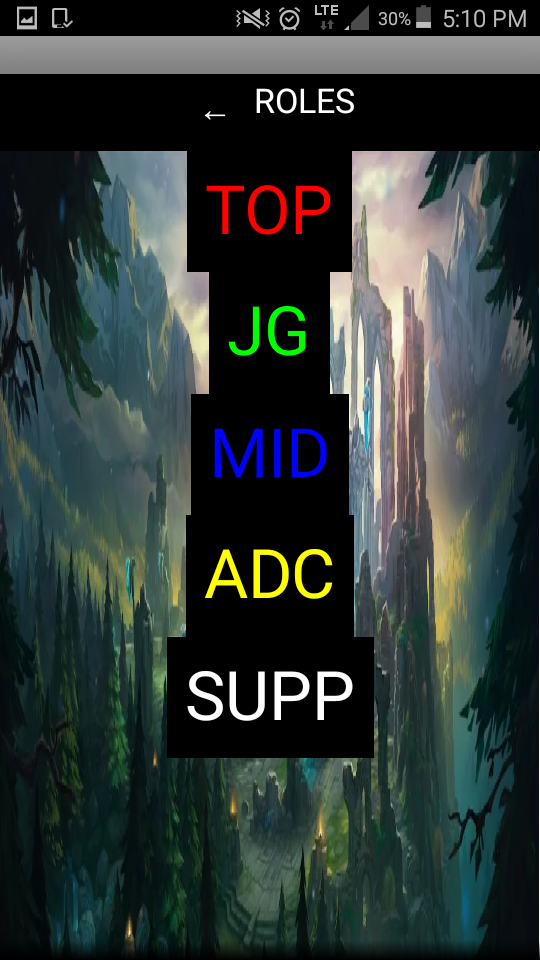 LTE 30% 5:10 PM
← ROLES
TOP
JG
MID
ADC
SUPP